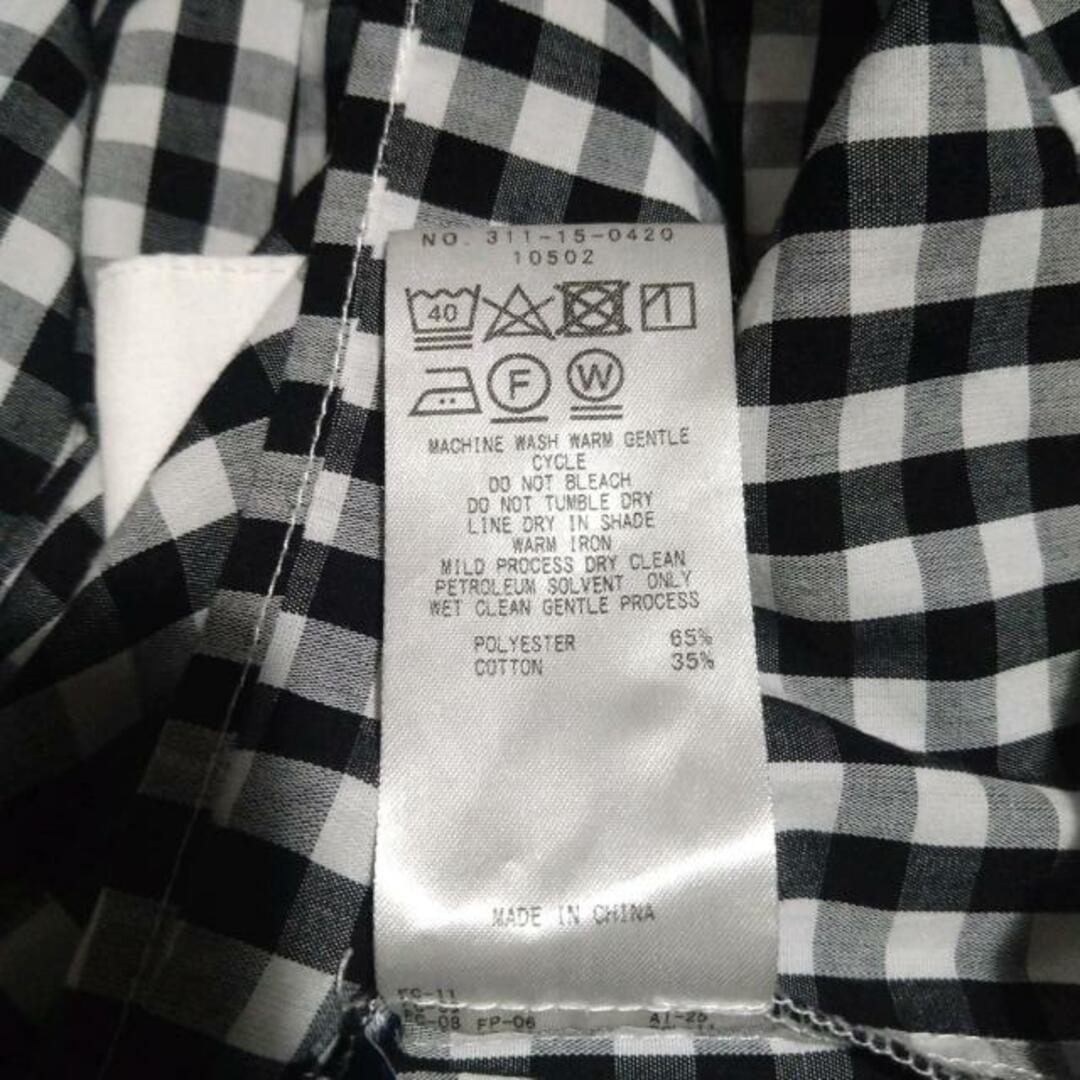 NO. 311-15-0420
10502
40
F W
MACHINE WASH WARM GENTLE
CYCLE
DO NOT BLEACH
DO NOT TUMBLE DRY
LINE DRY IN SHADE
WARM IRON
MILD PROCESS DRY CLEAN
PETROLEUM SOLVENT ONLY
WET CLEAN GENTLE PROCESS
POLYESTER 65%
COTTON 35%
MADE IN CHINA
FP-06